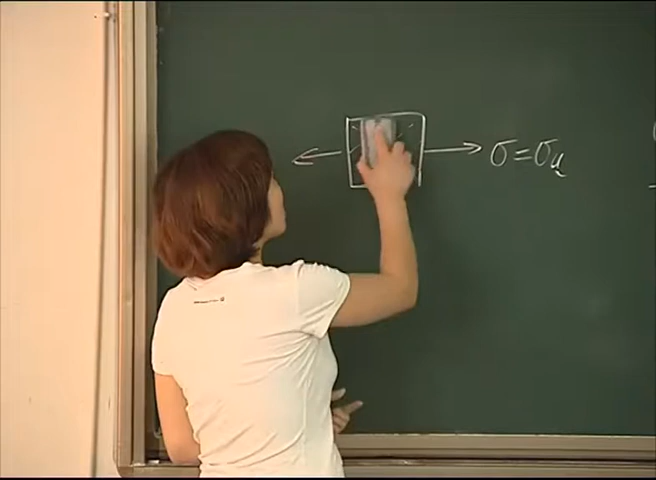 σ = σu